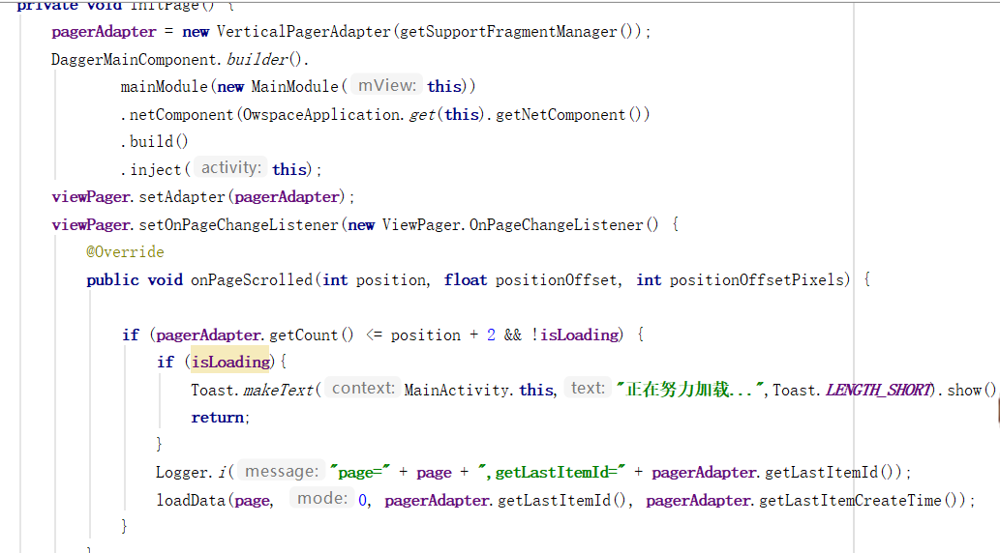 private void initPage() {
pagerAdapter = new VerticalPagerAdapter(getSupportFragmentManager());
DaggerMainComponent.builder().
mainModule(new MainModule( mView: this))
.netComponent(OwspaceApplication.get(this).getNetComponent())
.build()
.inject( activity: this);
viewPager.setAdapter(pagerAdapter);
viewPager.setOnPageChangeListener(new ViewPager.OnPageChangeListener() {
@Override
public void onPageScrolled(int position, float positionOffset, int positionOffsetPixels) {
if (pagerAdapter.getCount() <= position + 2 && !isLoading) {
if (isLoading){
Toast.makeText( context: MainActivity.this, text: "正在努力加载...",Toast.LENGTH_SHORT).show()
return;
}
Logger.i( message: "page=" + page + ",getLastItemId=" + pagerAdapter.getLastItemId());
loadData(page, mode: 0, pagerAdapter.getLastItemId(), pagerAdapter.getLastItemCreateTime());
}